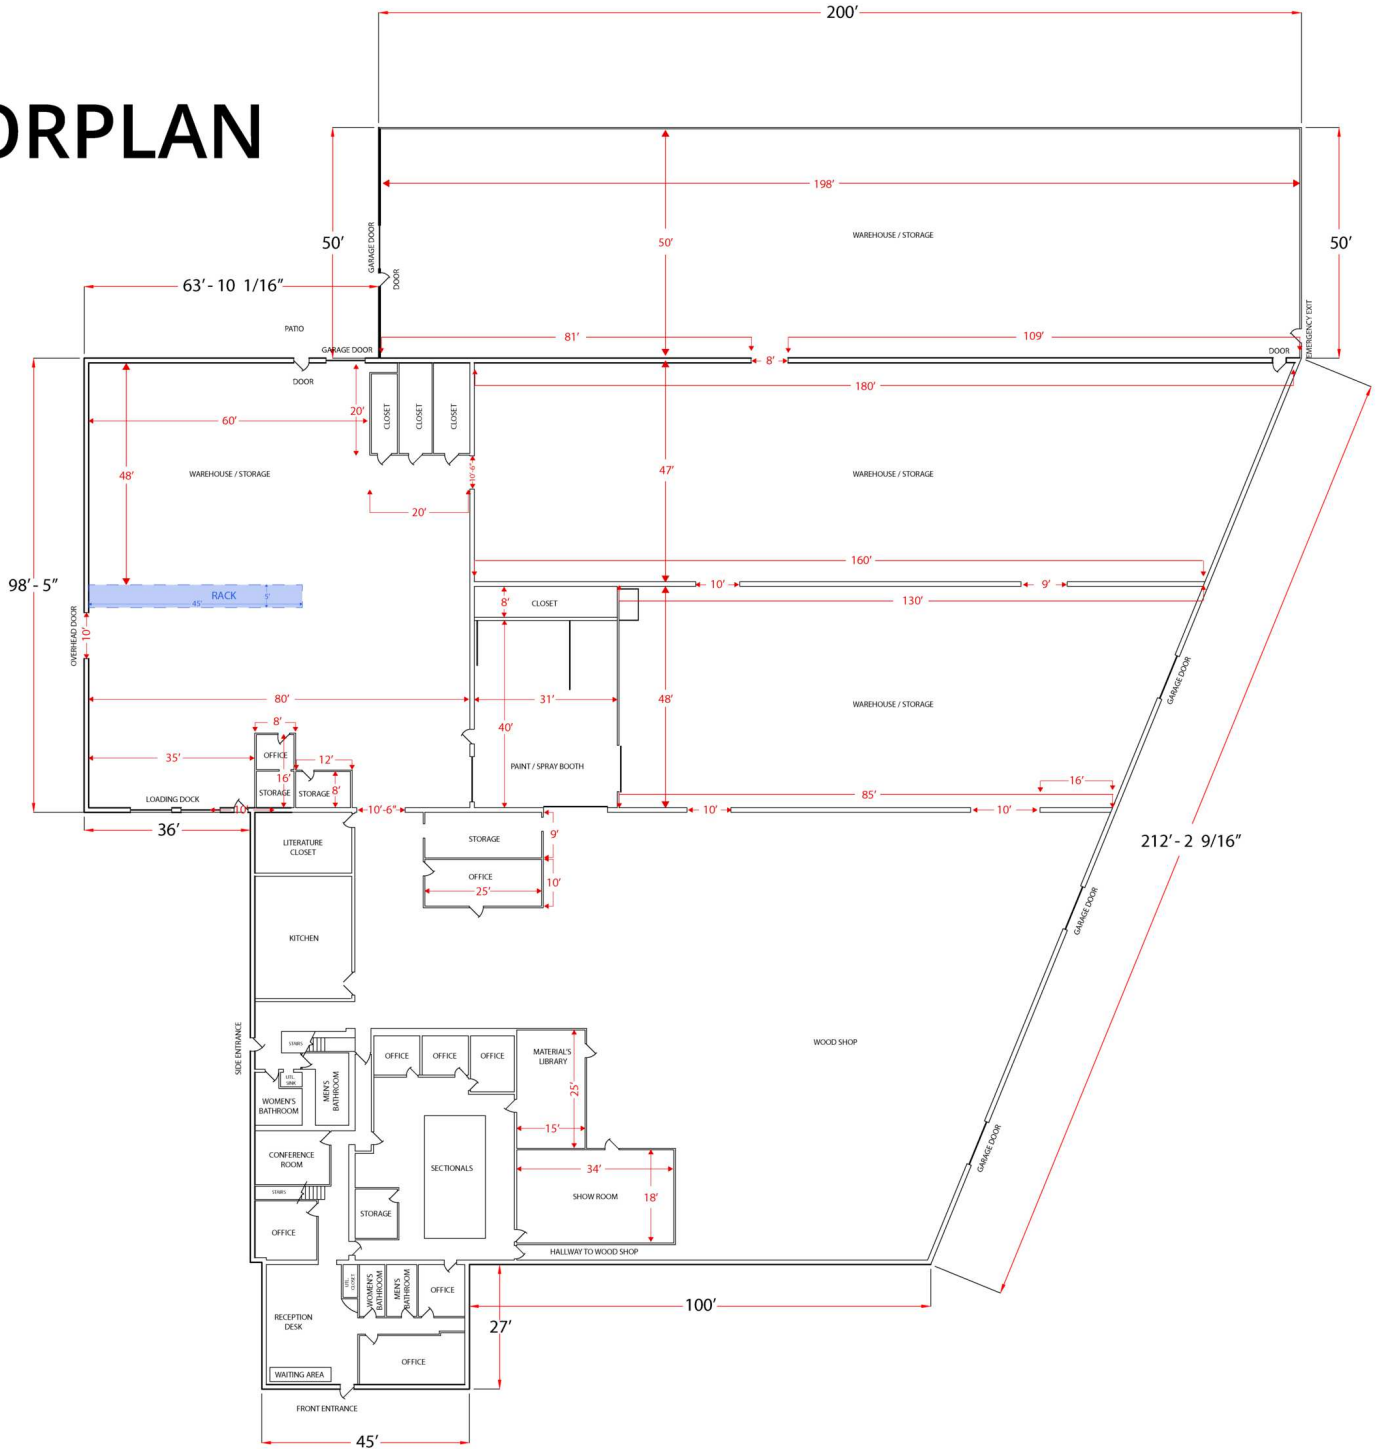 200'
ORPLAN
198'
50'
50'
50'
GARAGE DOOR
DOOR
WAREHOUSE / STORAGE
63' - 10 1/16"
PATIO
GARAGE DOOR
DOOR
81'
8'
109'
DOOR
EMERGENCY EXIT
180'
20'
CLOSET
CLOSET
CLOSET
60'
48'
WAREHOUSE / STORAGE
10'-6"
20'
47'
WAREHOUSE / STORAGE
160'
98' - 5"
RACK
45'
5'
10'
9'
8'
CLOSET
130'
OVERHEAD DOOR
10'
80'
31'
48'
40'
WAREHOUSE / STORAGE
GARAGE DOOR
8'
35'
OFFICE
12'
16'
STORAGE
STORAGE
8'
PAINT / SPRAY BOOTH
16'
85'
LOADING DOCK
10'
10'-6"
10'
10'
36'
LITERATURE
CLOSET
STORAGE
9'
OFFICE
25'
10'
212' - 2 9/16"
GARAGE DOOR
KITCHEN
SIDE ENTRANCE
STAIRS
UTL.
SINK
MEN'S
BATHROOM
WOMEN'S
BATHROOM
OFFICE
OFFICE
OFFICE
MATERIAL'S
LIBRARY
25'
15'
WOOD SHOP
GARAGE DOOR
CONFERENCE
ROOM
SECTIONALS
34'
STAIRS
SHOW ROOM
18'
STORAGE
OFFICE
HALLWAY TO WOOD SHOP
UTL.
CLOSET
WOMEN'S
BATHROOM
MEN'S
BATHROOM
OFFICE
RECEPTION
DESK
100'
27'
OFFICE
WAITING AREA
FRONT ENTRANCE
45'